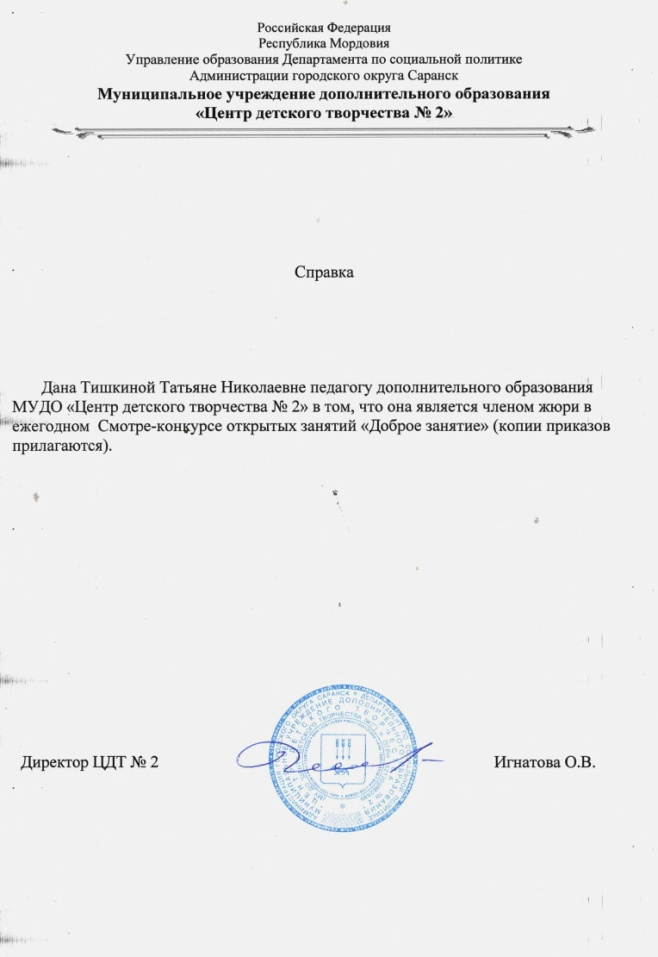 Российская Федерация
Республика Мордовия
Управление образования Департамента по социальной политике
Администрации городского округа Саранск
Муниципальное учреждение дополнительного образования
«Центр детского творчества № 2»
Справка
Дана Тишкиной Татьяне Николаевне педагогу дополнительного образования
МУДО «Центр детского творчества № 2» в том, что она является членом жюри в
ежегодном Смотре-конкурсе открытых занятий «Доброе занятие» (копии приказов
прилагаются).
Директор ЦДТ № 2
Игнатова О.В.